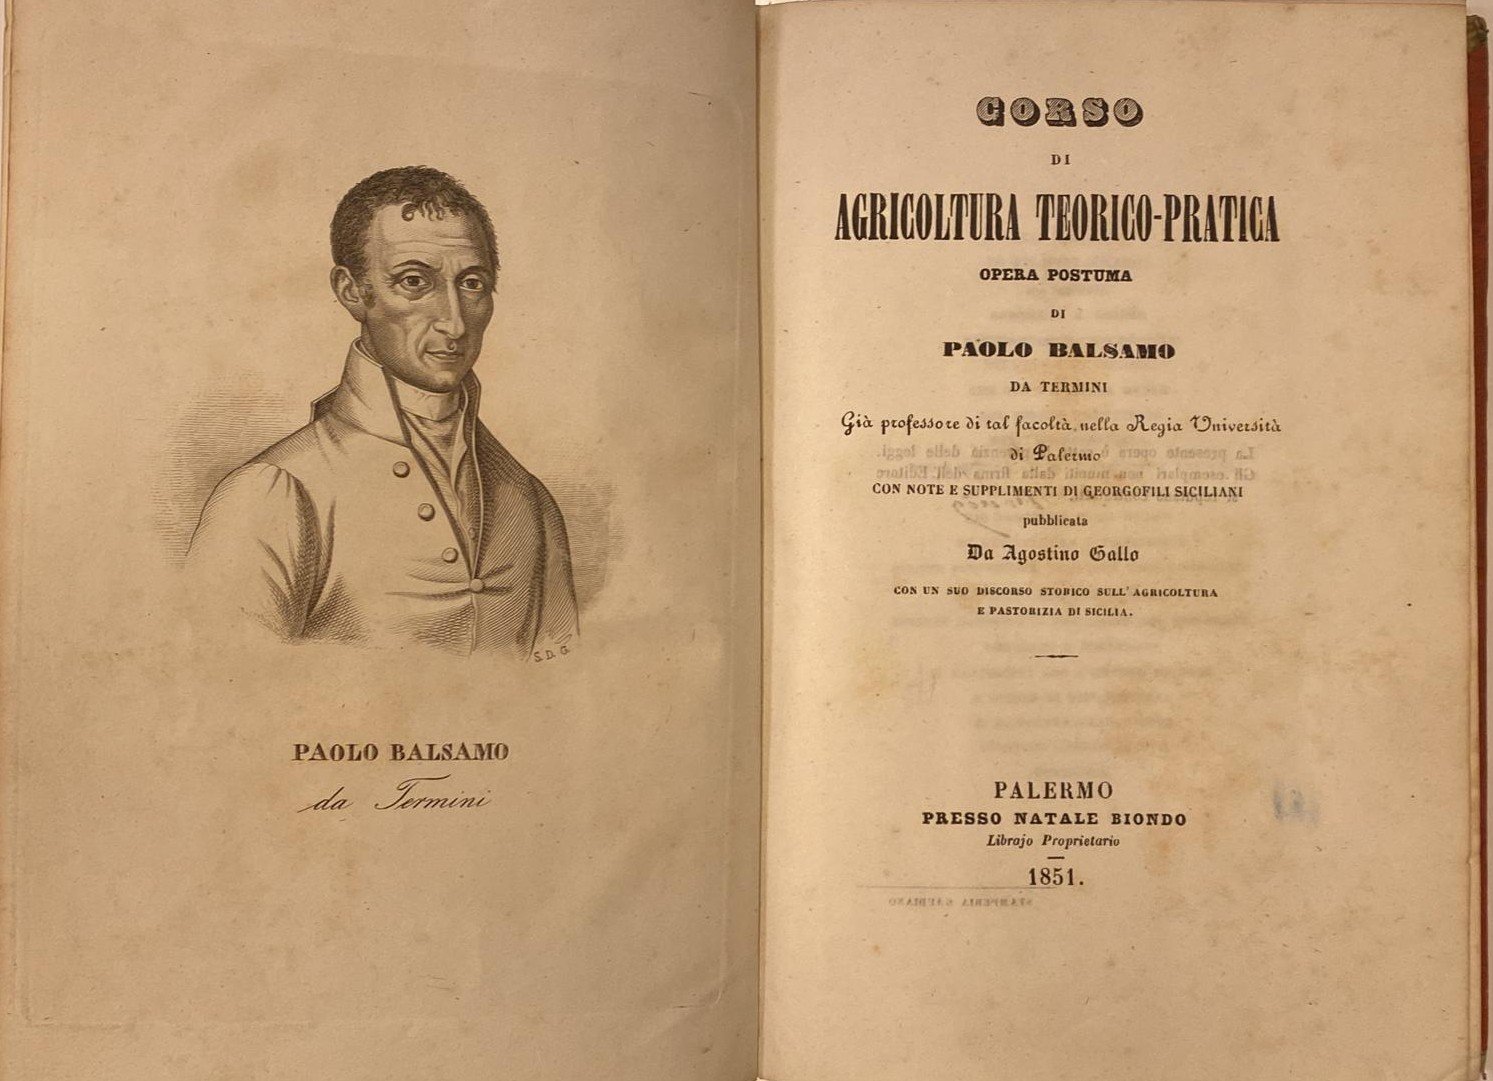 S. D. G.
PAOLO BALSAMO
da Termini
CORSO
DI
AGRICOLTURA TEORICO-PRATICA
OPERA POSTUMA
DI
PAOLO BALSAMO
DA TERMINI
Già professore di tal facoltà nella Regia Università
di Palermo
CON NOTE E SUPPLIMENTI DI GEORGOFILI SICILIANI
pubblicata
Da Agostino Gallo
CON UN SUO DISCORSO STORICO SULL' AGRICOLTURA
E PASTORIZIA DI SICILIA.
PALERMO
PRESSO NATALE BIONDO
Librajo Proprietario
1851.